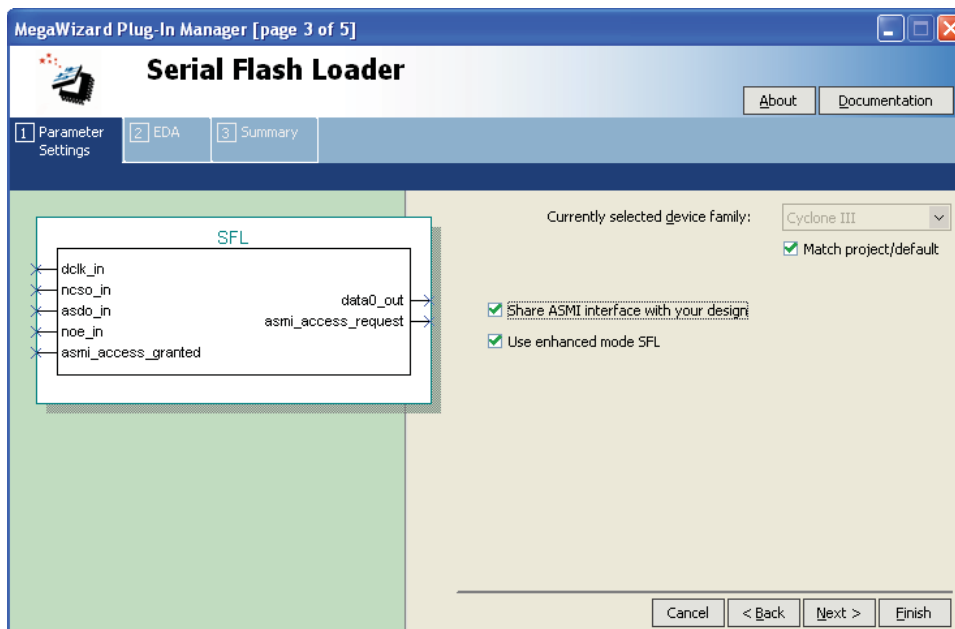 MegaWizard Plug-In Manager [page 3 of 5]
Serial Flash Loader
About
Documentation
1 Parameter
Settings
2 EDA
3 Summary
SFL
dclk_in
ncso_in
asdo_in
noe_in
asmi_access_granted
data0_out
asmi_access_request
Currently selected device family:
Cyclone III
Match project/default
Share ASMI interface with your design
Use enhanced mode SFL
Cancel
< Back
Next >
Finish